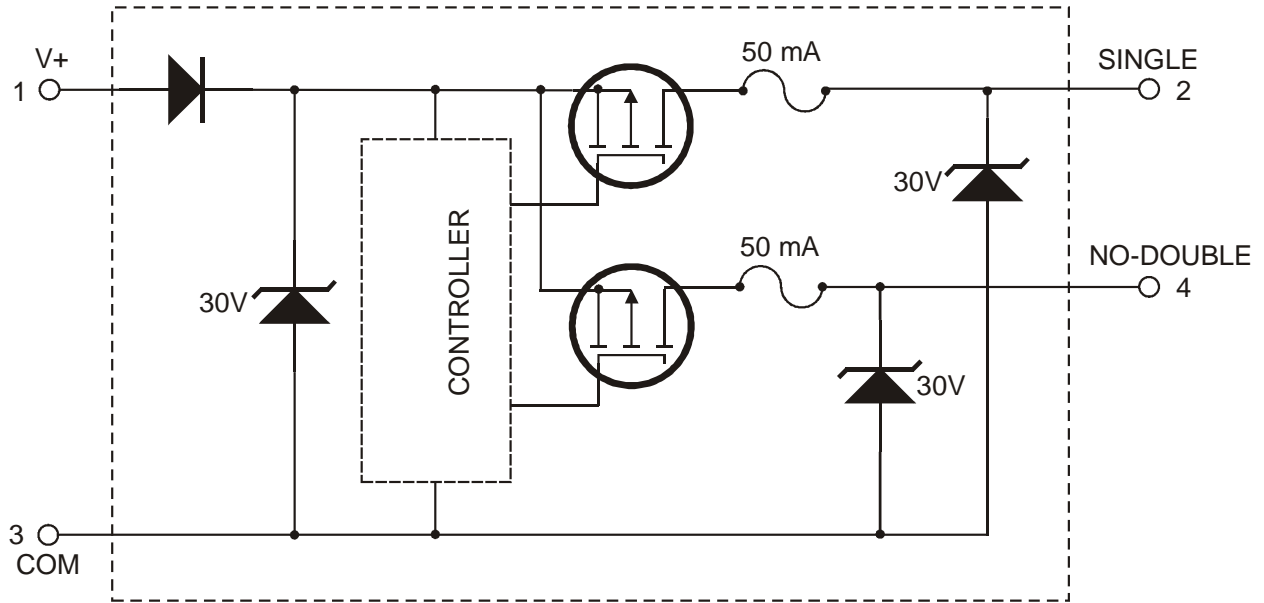 V+
1
50 mA
SINGLE
2
30V
CONTROLLER
50 mA
NO-DOUBLE
4
30V
30V
3
COM